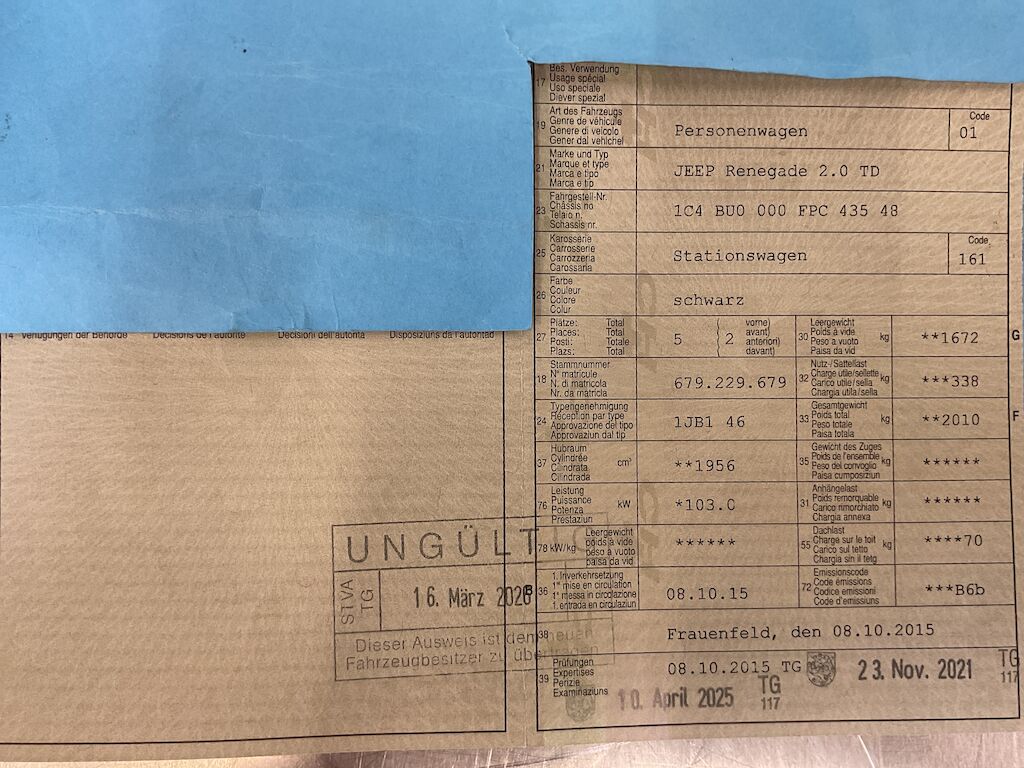 14 Verfügungen der Behörde Décisions de l'autorité Decisioni dell'autorità Disposiziuns da l'autoritad
UNGÜLTIG
StVA TG
16. März 2026
Dieser Ausweis ist dem neuen
Fahrzeugbesitzer zu übertragen
17 Bes. Verwendung
Usage spécial
Uso speciale
Diever spezial
19 Art des Fahrzeugs
Genre de véhicule
Genere di veicolo
Gener dal vehichel
Personenwagen
Code
01
21 Marke und Typ
Marque et type
Marca e tipo
Marca e tip
JEEP Renegade 2.0 TD
23 Fahrgestell-Nr.
Châssis no
Telaio n.
Schassis nr.
1C4 BU0 000 FPC 435 48
25 Karosserie
Carrosserie
Carrozzeria
Carossaria
Stationswagen
Code
161
26 Farbe
Couleur
Colore
Colur
schwarz
27 Plätze: Total
Places: Total
Posti: Totale
Plazs: Total
5 ( 2 vorne)
avant)
anteriori)
davant)
30 Leergewicht
Poids à vide
Peso a vuoto
Paisa da vid
kg **1672 G
18 Stammnummer
N° matricule
N. di matricola
Nr. da matricla
679.229.679
32 Nutz-/Sattellast
Charge utile/sellette
Carico utile/sella
Chargia utila/sella
kg ***338
24 Typengenehmigung
Réception par type
Approvazione del tipo
Approvaziun dal tip
1JB1 46
33 Gesamtgewicht
Poids total
Peso totale
Paisa totala
kg **2010 F
37 Hubraum
Cylindrée
Cilindrata
Cilindrada
cm³ **1956
35 Gewicht des Zuges
Poids de l'ensemble
Peso del convoglio
Paisa cumposiziun
kg ******
76 Leistung
Puissance
Potenza
Prestaziun
kW *103.0
31 Anhängelast
Poids remorquable
Carico rimorchiato
Chargia annexa
kg ******
78 kW/kg Leergewicht
poids à vide
peso à vuoto
paisa da vid
******
55 Dachlast
Charge sur le toit
Carico sul tetto
Chargia sin il tetg
kg ****70
B 36 1. Inverkehrsetzung
1re mise en circulation
1a messa in circolazione
1. entrada en circulaziun
08.10.15
72 Emissionscode
Code émissions
Codice emissioni
Code d'emissiuns
***B6b
38 Frauenfeld, den 08.10.2015
39 Prüfungen
Expertises
Perizie
Examinaziuns
08.10.2015 TG
23. Nov. 2021 TG 117
10. April 2025 TG 117